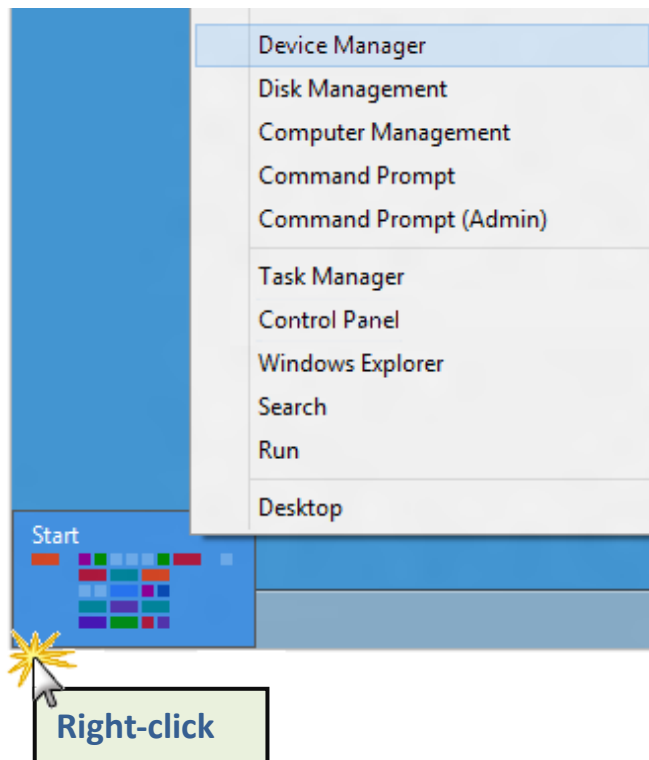 Device Manager
Disk Management
Computer Management
Command Prompt
Command Prompt (Admin)
Task Manager
Control Panel
Windows Explorer
Search
Run
Desktop
Start
Right-click